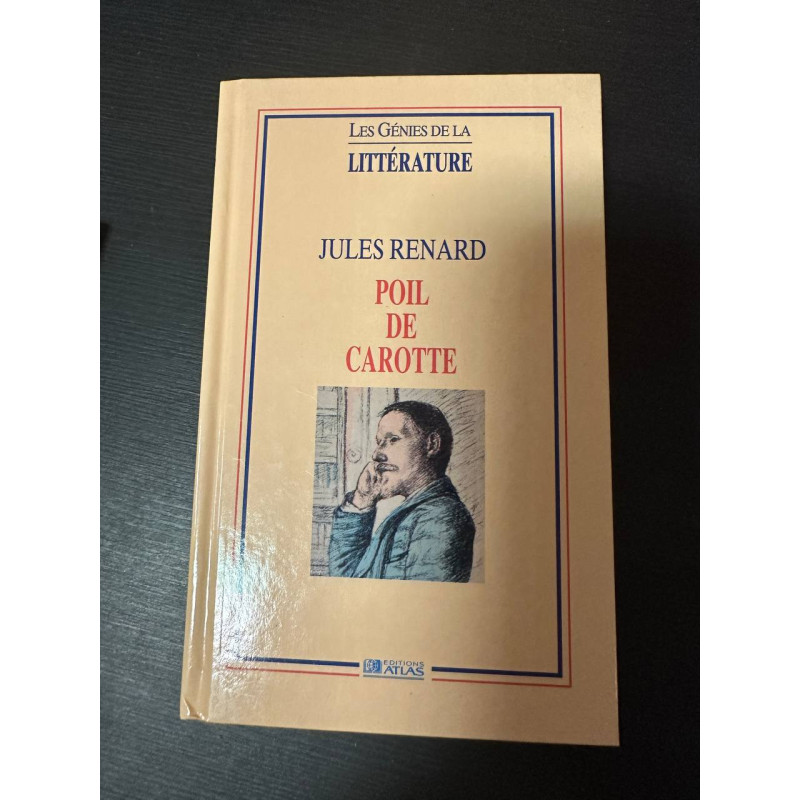 LES GÉNIES DE LA
LITTÉRATURE
JULES RENARD
POIL
DE
CAROTTE
EDITIONS
ATLAS